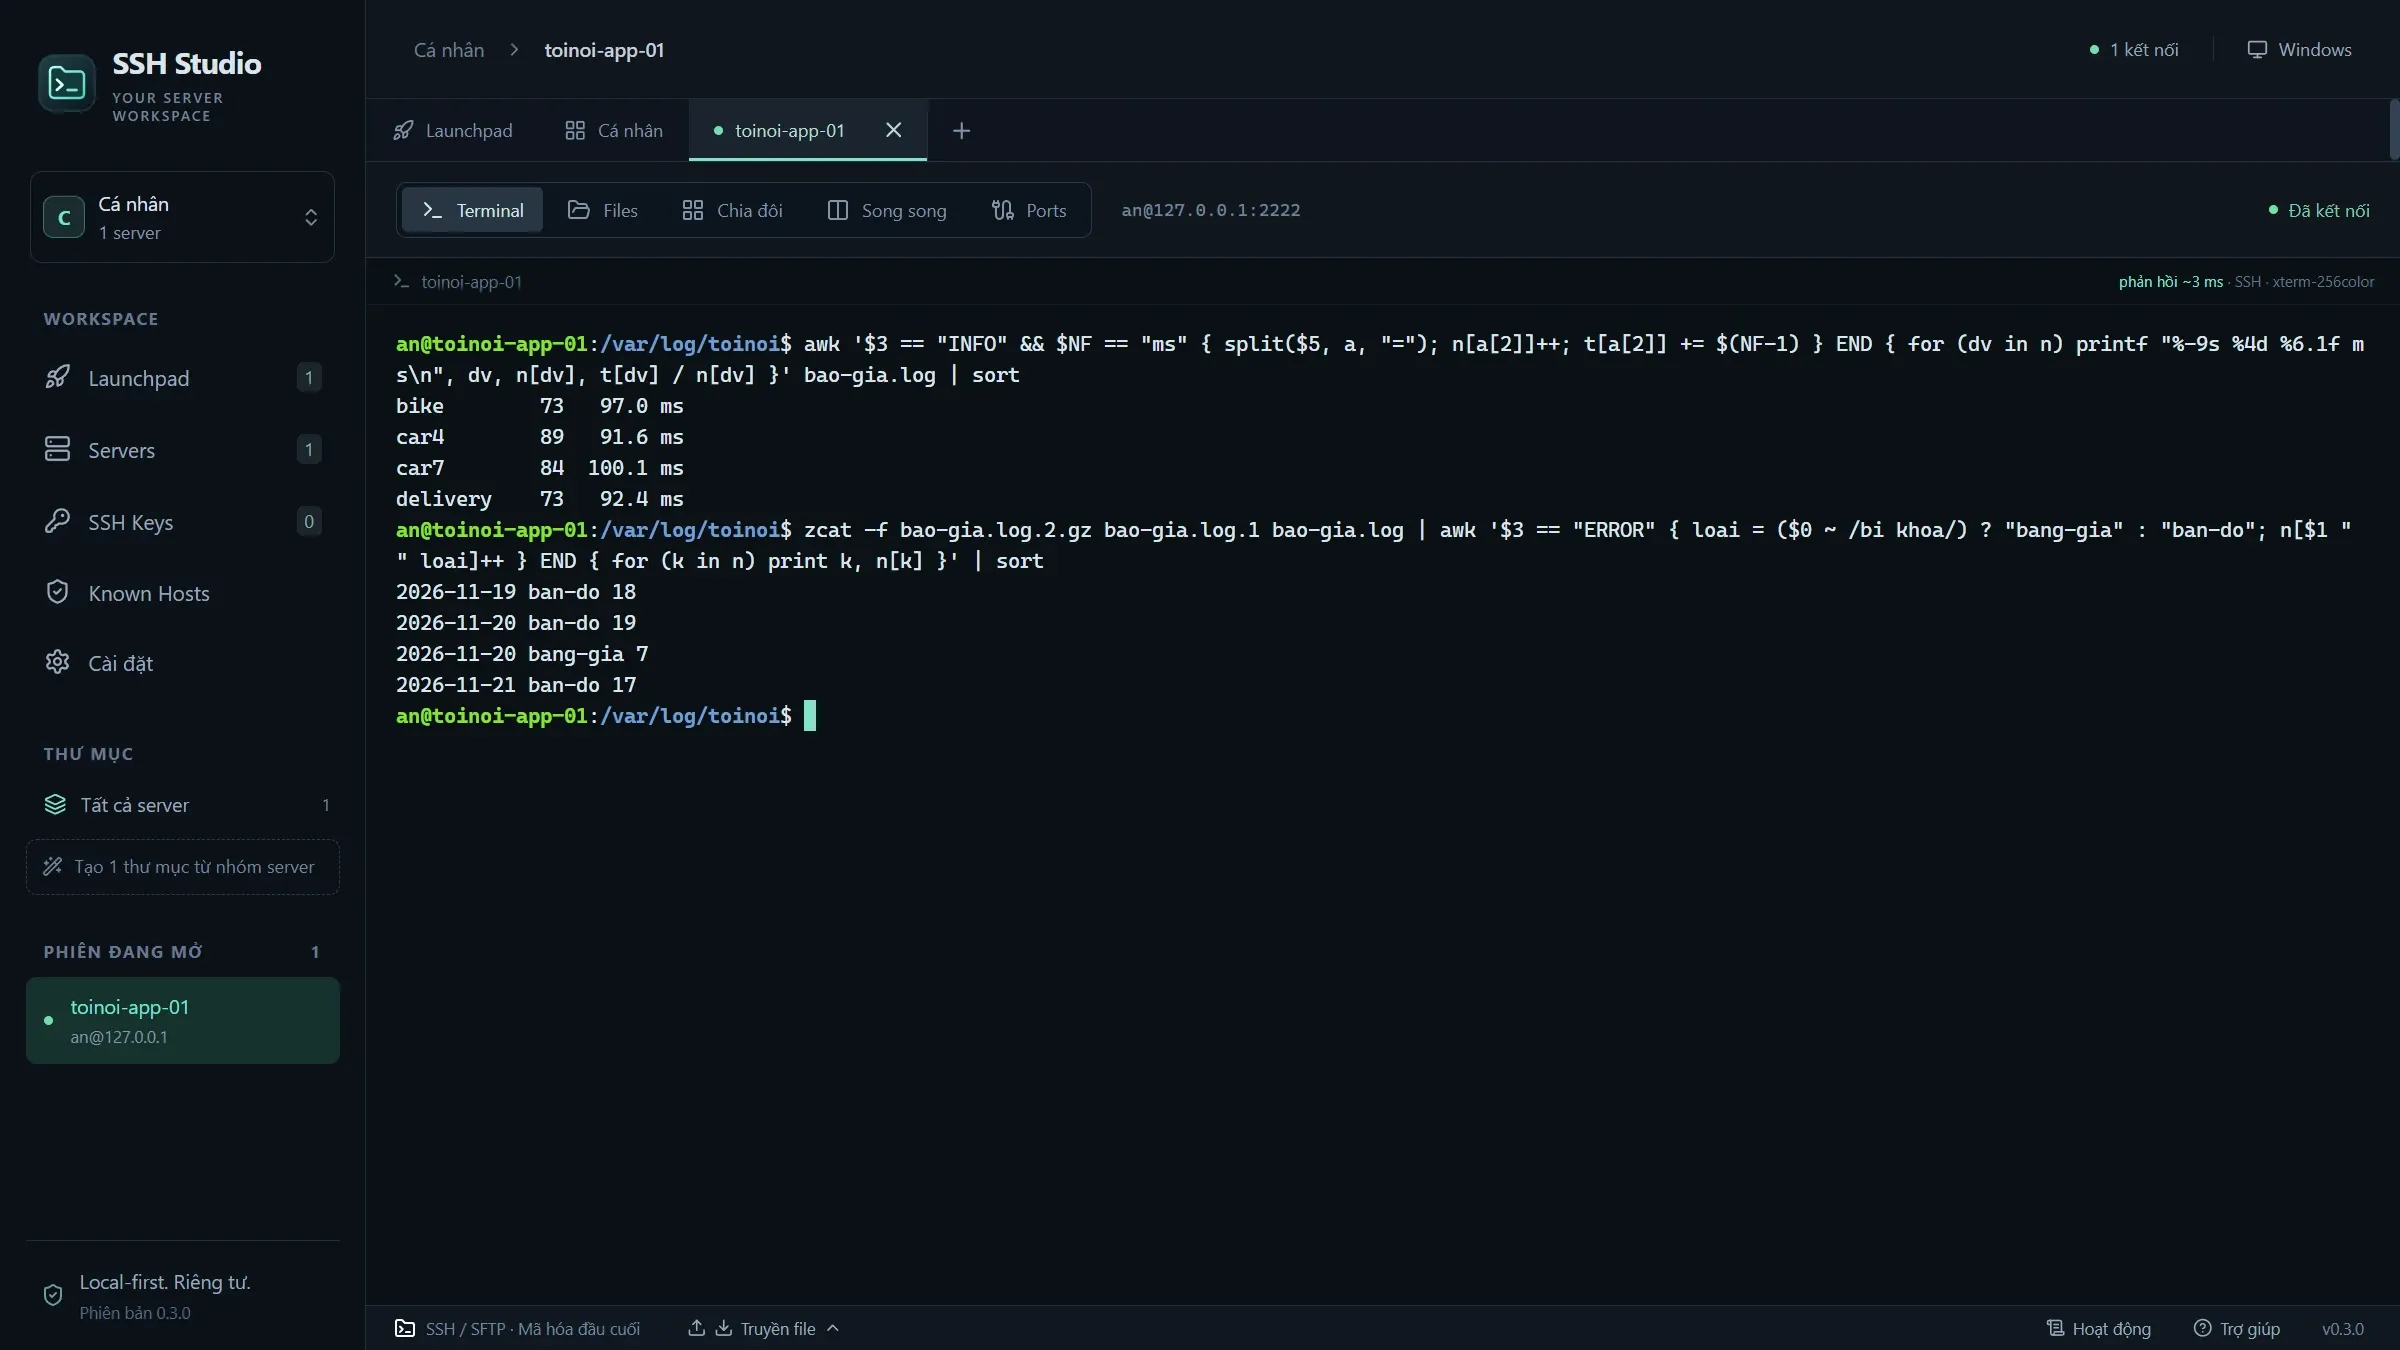 SSH Studio
YOUR SERVER
WORKSPACE
C
Cá nhân
1 server
WORKSPACE
Launchpad 1
Servers 1
SSH Keys 0
Known Hosts
Cài đặt
THƯ MỤC
Tất cả server 1
Tạo 1 thư mục từ nhóm server
PHIÊN ĐANG MỞ 1
toinoi-app-01
an@127.0.0.1
Local-first. Riêng tư.
Phiên bản 0.3.0
Cá nhân > toinoi-app-01
1 kết nối
Windows
Launchpad
Cá nhân
toinoi-app-01
Terminal
Files
Chia đôi
Song song
Ports
an@127.0.0.1:2222
Đã kết nối
toinoi-app-01
phản hồi ~3 ms · SSH · xterm-256color
an@toinoi-app-01:/var/log/toinoi$ awk '$3 == "INFO" && $NF == "ms" { split($5, a, "="); n[a[2]]++; t[a[2]] += $(NF-1) } END { for (dv in n) printf "%-9s %4d %6.1f m
s\n", dv, n[dv], t[dv] / n[dv] }' bao-gia.log | sort
bike        73   97.0 ms
car4        89   91.6 ms
car7        84  100.1 ms
delivery    73   92.4 ms
an@toinoi-app-01:/var/log/toinoi$ zcat -f bao-gia.log.2.gz bao-gia.log.1 bao-gia.log | awk '$3 == "ERROR" { loai = ($0 ~ /bi khoa/) ? "bang-gia" : "ban-do"; n[$1 "
" loai]++ } END { for (k in n) print k, n[k] }' | sort
2026-11-19 ban-do 18
2026-11-20 ban-do 19
2026-11-20 bang-gia 7
2026-11-21 ban-do 17
an@toinoi-app-01:/var/log/toinoi$
SSH / SFTP · Mã hóa đầu cuối
Truyền file
Hoạt động
Trợ giúp
v0.3.0